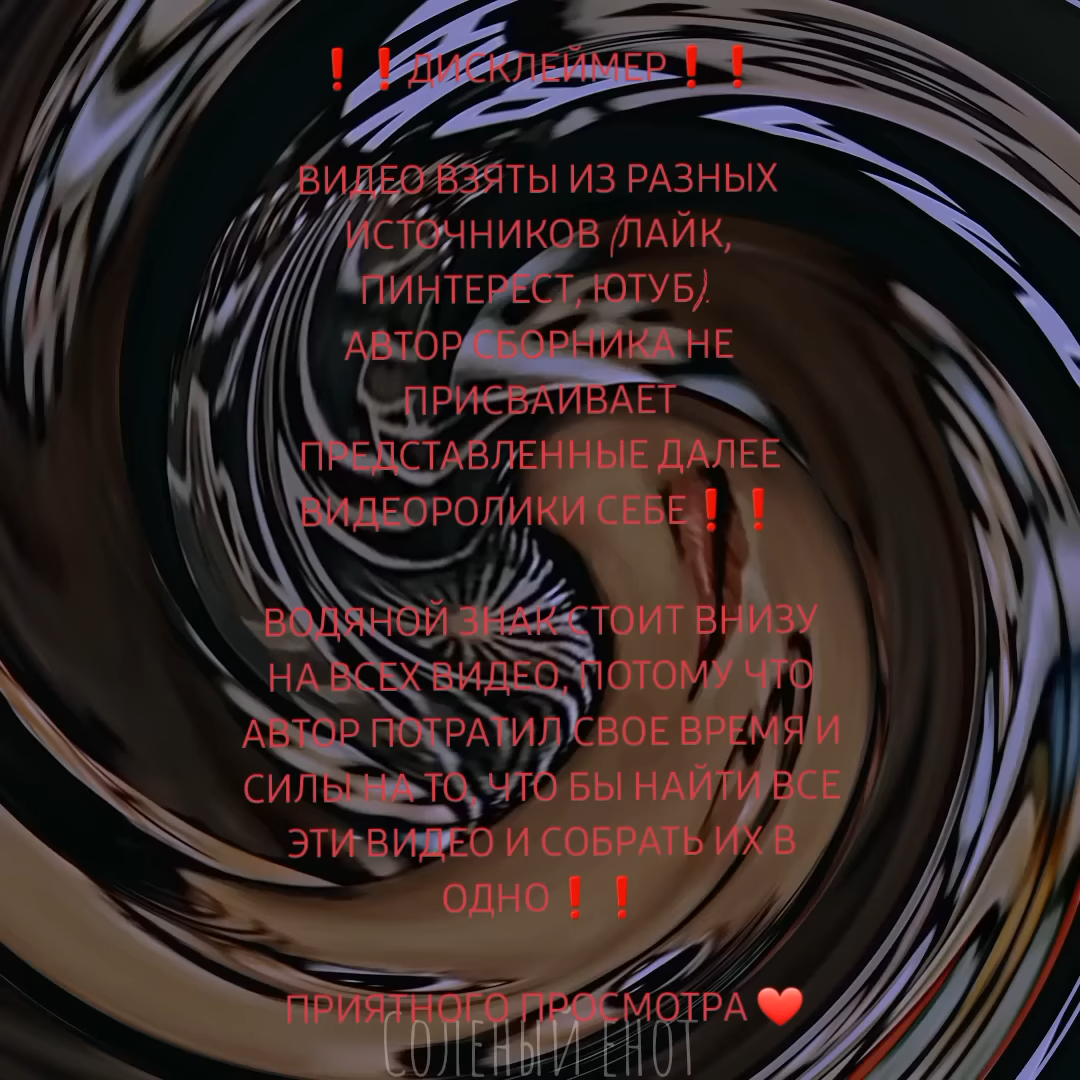 ❗❗ДИСКЛЕЙМЕР❗❗
ВИДЕО ВЗЯТЫ ИЗ РАЗНЫХ
ИСТОЧНИКОВ (ЛАЙК,
ПИНТЕРЕСТ, ЮТУБ).
АВТОР СБОРНИКА НЕ
ПРИСВАИВАЕТ
ПРЕДСТАВЛЕННЫЕ ДАЛЕЕ
ВИДЕОРОЛИКИ СЕБЕ❗❗
ВОДЯНОЙ ЗНАК СТОИТ ВНИЗУ
НА ВСЕХ ВИДЕО, ПОТОМУ ЧТО
АВТОР ПОТРАТИЛ СВОЕ ВРЕМЯ И
СИЛЫ НА ТО, ЧТО БЫ НАЙТИ ВСЕ
ЭТИ ВИДЕО И СОБРАТЬ ИХ В
ОДНО❗❗
ПРИЯТНОГО ПРОСМОТРА❤️
СОЛЕНЫЙ ЕНОТ